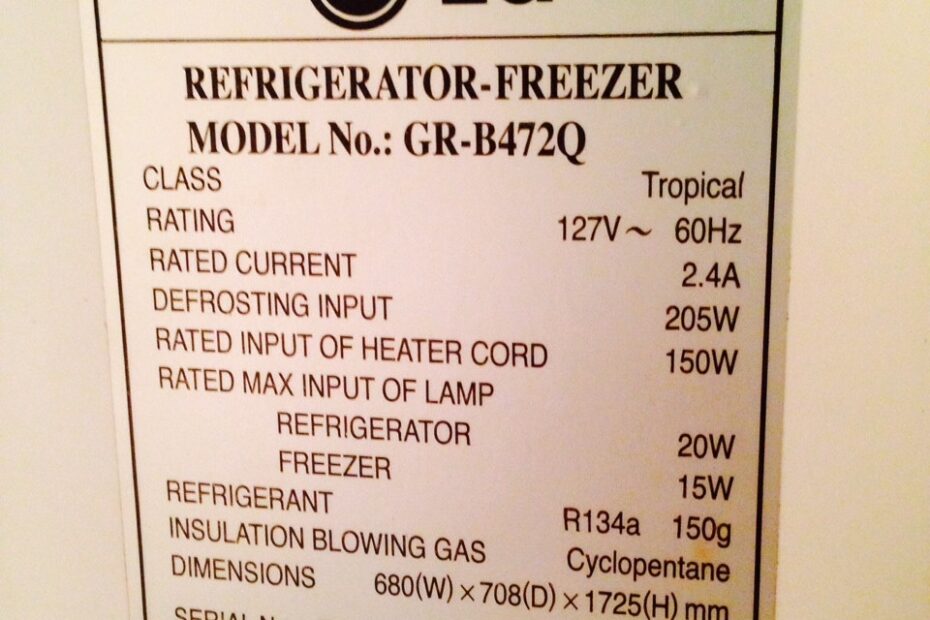 LG
REFRIGERATOR-FREEZER
MODEL No.: GR-B472Q
CLASS Tropical
RATING 127V~ 60Hz
RATED CURRENT 2.4A
DEFROSTING INPUT 205W
RATED INPUT OF HEATER CORD 150W
RATED MAX INPUT OF LAMP
REFRIGERATOR 20W
FREEZER 15W
REFRIGERANT R134a 150g
INSULATION BLOWING GAS Cyclopentane
DIMENSIONS 680(W)×708(D)×1725(H) mm